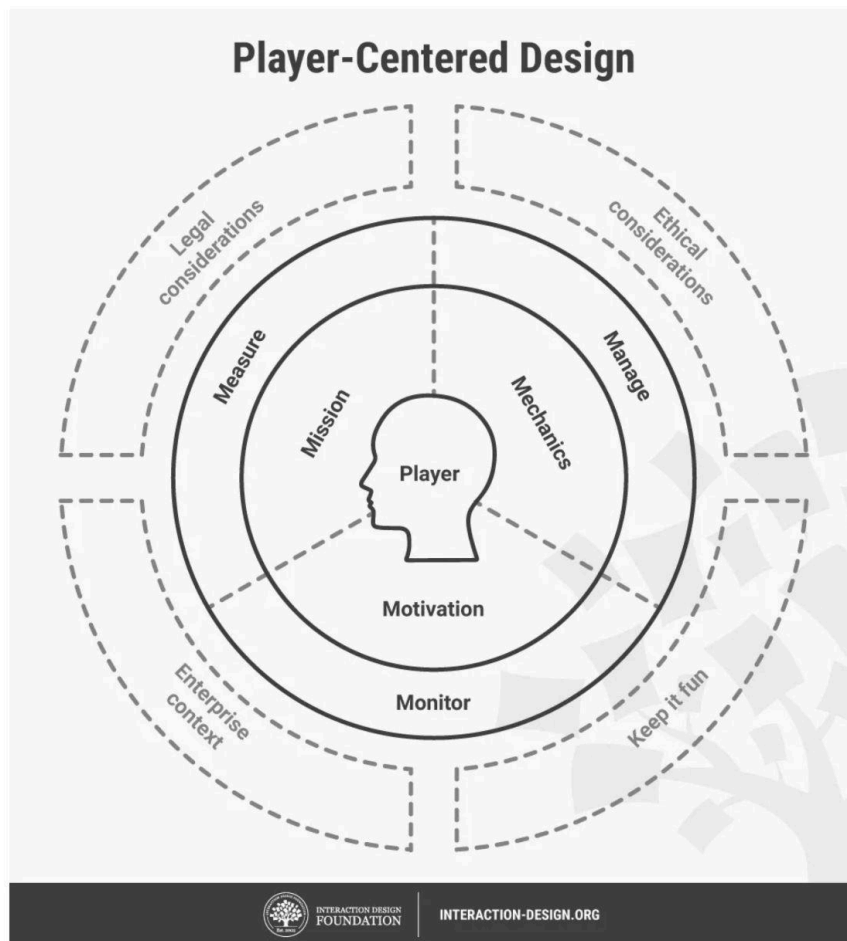 Player-Centered Design
Legal
considerations
Ethical
considerations
Measure
Manage
Mission
Mechanics
Player
Motivation
Monitor
Enterprise
context
Keep it fun
INTERACTION DESIGN
FOUNDATION
INTERACTION-DESIGN.ORG